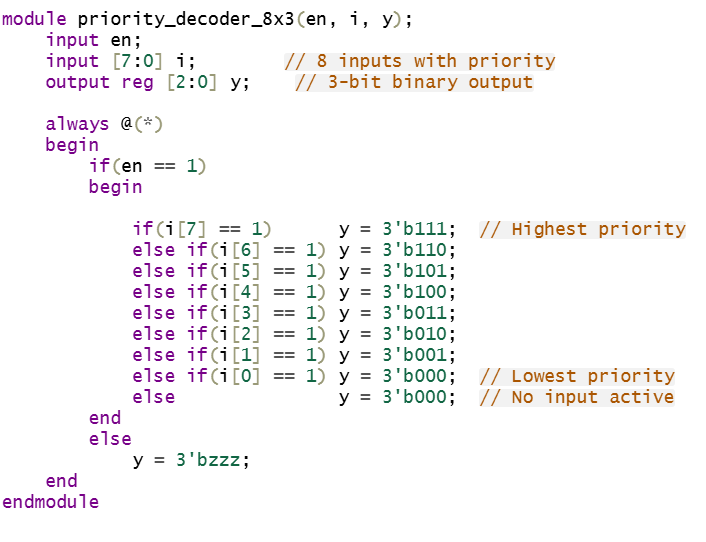 module priority_decoder_8x3(en, i, y);
    input en;
    input [7:0] i;        // 8 inputs with priority
    output reg [2:0] y;    // 3-bit binary output

    always @(*)
    begin
        if(en == 1)
        begin

            if(i[7] == 1)      y = 3'b111;  // Highest priority
            else if(i[6] == 1) y = 3'b110;
            else if(i[5] == 1) y = 3'b101;
            else if(i[4] == 1) y = 3'b100;
            else if(i[3] == 1) y = 3'b011;
            else if(i[2] == 1) y = 3'b010;
            else if(i[1] == 1) y = 3'b001;
            else if(i[0] == 1) y = 3'b000;  // Lowest priority
            else               y = 3'b000;  // No input active
        end
        else
            y = 3'bzzz;
    end
endmodule